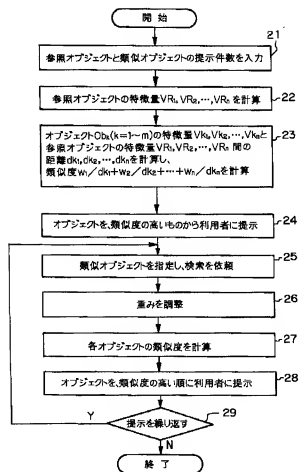 開始
21
参照オブジェクトと類似オブジェクトの提示件数を入力
22
参照オブジェクトの特徴量VR1,VR2,…,VRnを計算
23
オブジェクトObk(k=1~m)の特徴量Vk1,Vk2,…,Vknと
参照オブジェクトの特徴量VR1,VR2,…,VRn間の
距離dk1,dk2,…,dknを計算し、
類似度w1/dk1+w2/dk2+…+wn/dknを計算
24
オブジェクトを、類似度の高いものから利用者に提示
25
類似オブジェクトを指定し、検索を依頼
26
重みを調整
27
各オブジェクトの類似度を計算
28
オブジェクトを、類似度の高い順に利用者に提示
29
Y
提示を繰り返す
N
終了